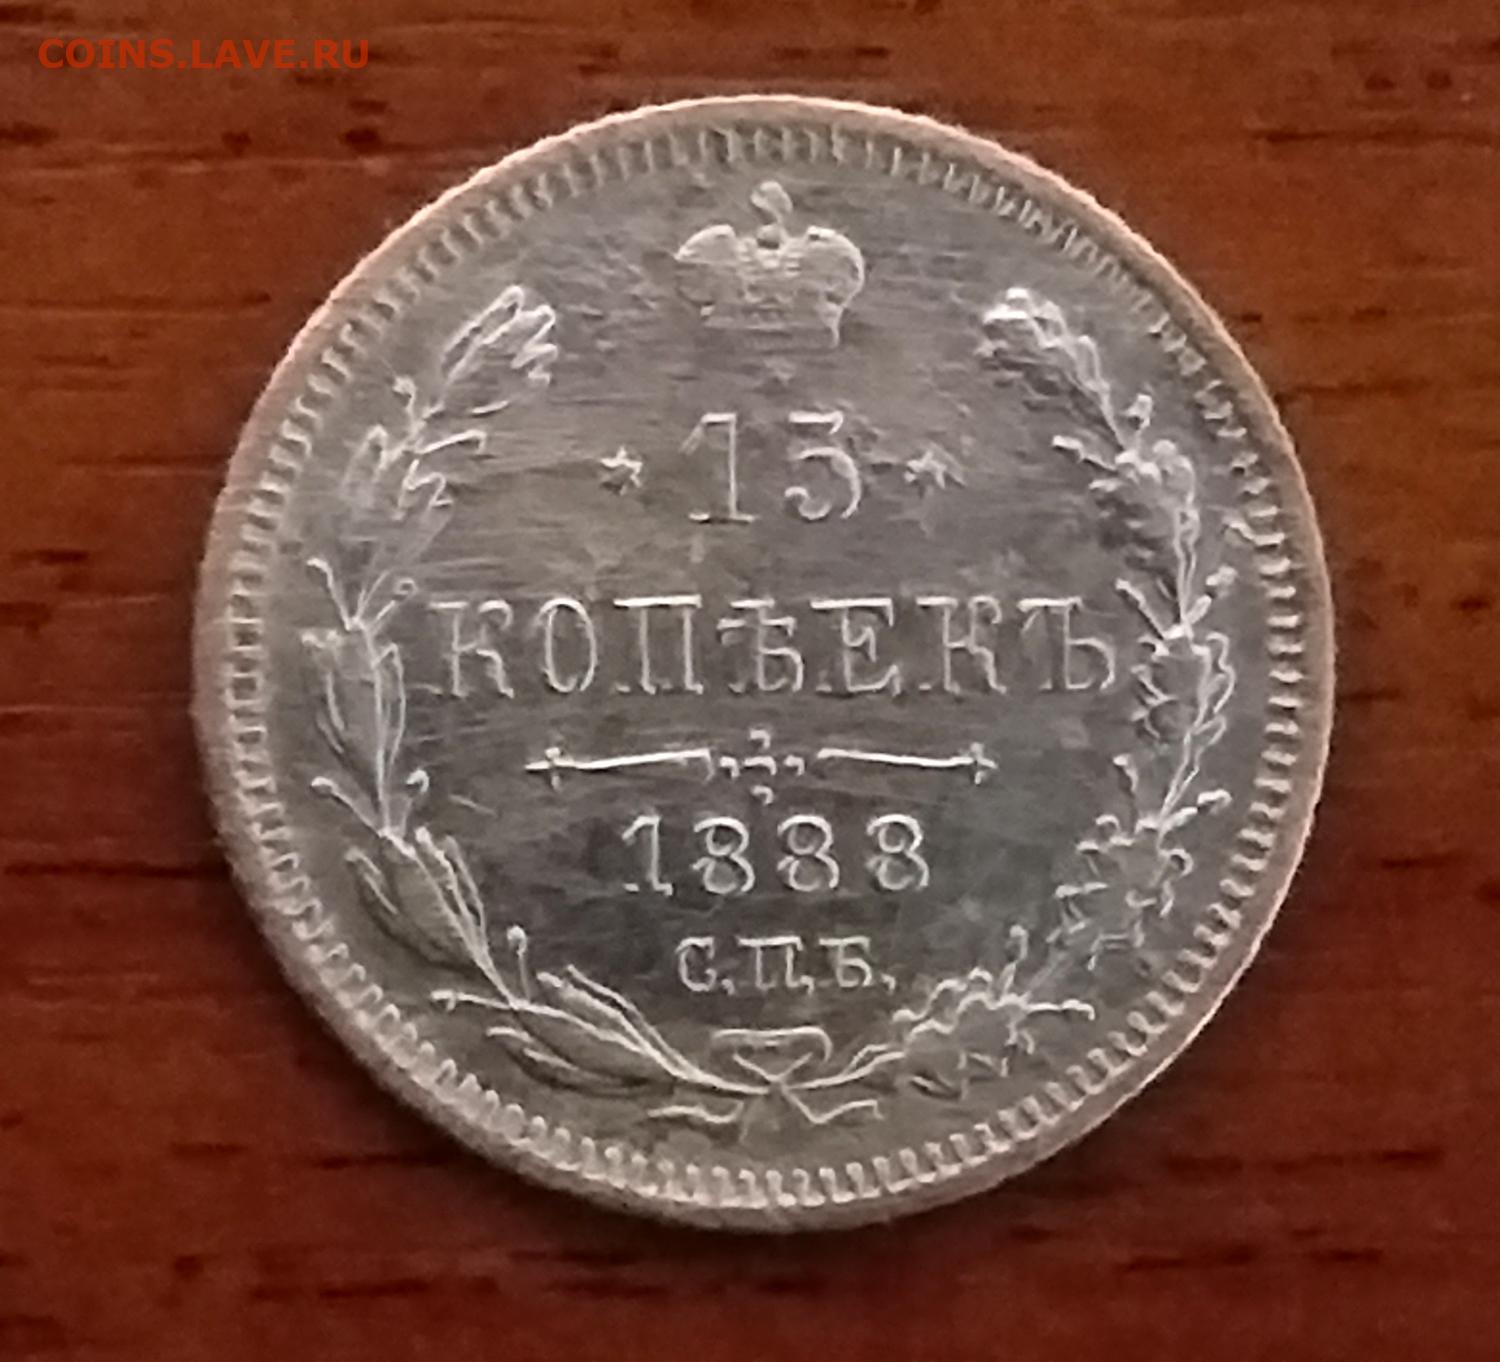 COINS.LAVE.RU
* 15 *
КОПѢЕКЪ
1888
С.П.Б.